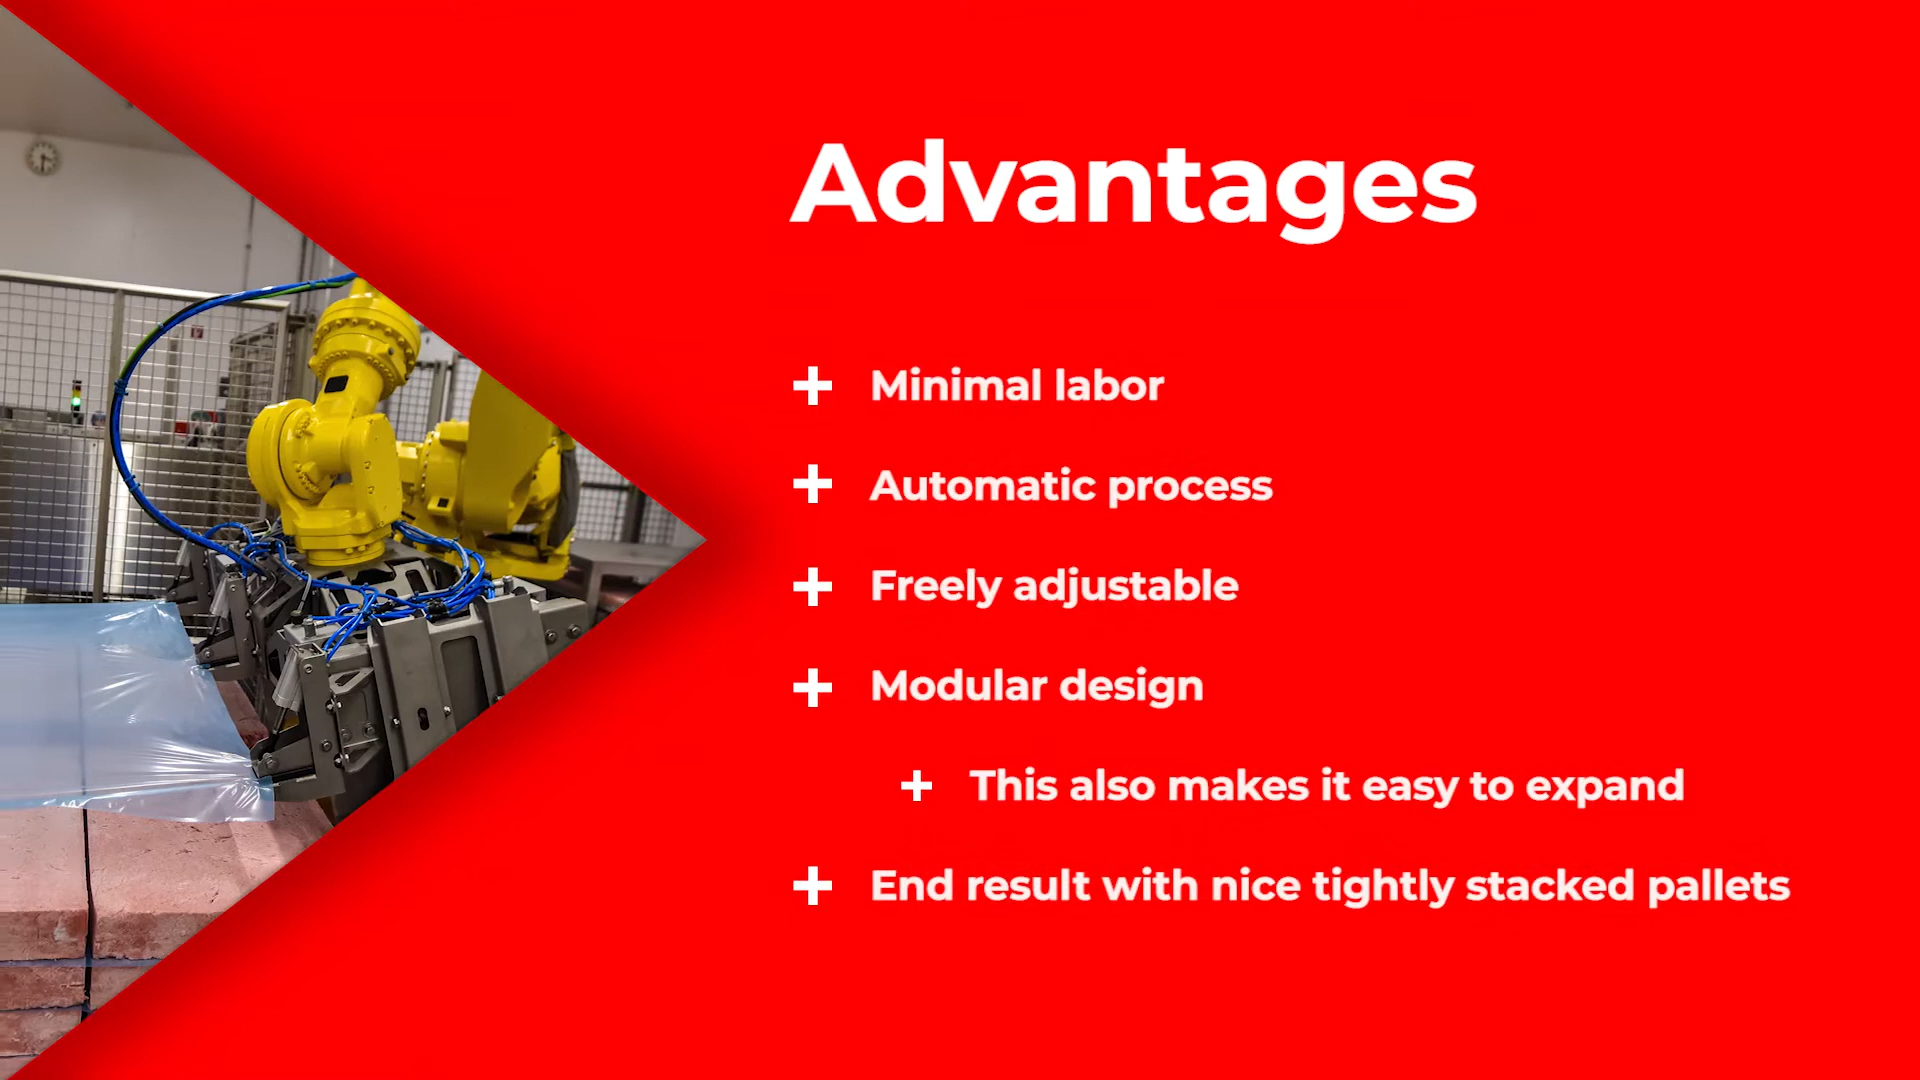 Advantages
+ Minimal labor
+ Automatic process
+ Freely adjustable
+ Modular design
+ This also makes it easy to expand
+ End result with nice tightly stacked pallets